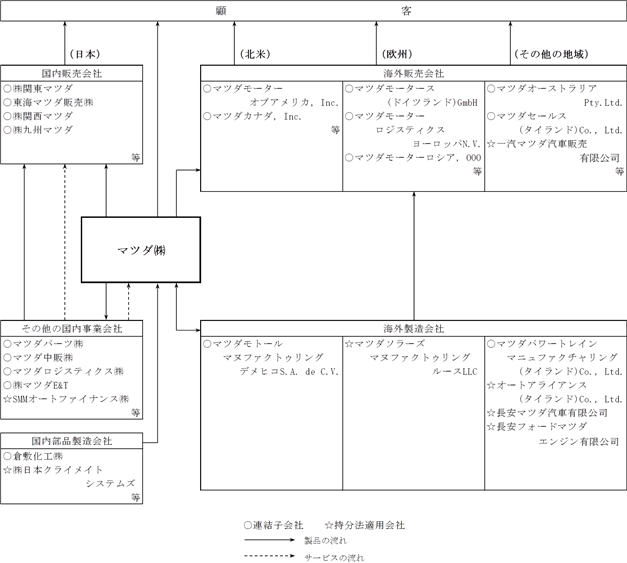 顧 客
(日本)
(北米)
(欧州)
(その他の地域)
国内販売会社
○㈱関東マツダ
○東海マツダ販売㈱
○㈱関西マツダ
○㈱九州マツダ
等
海外販売会社
○マツダモーター
オブアメリカ, Inc.
○マツダカナダ, Inc.
等
○マツダモータース
(ドイツランド)GmbH
○マツダモーター
ロジスティクス
ヨーロッパN.V.
○マツダモーターロシア, OOO
等
○マツダオーストラリア
Pty.Ltd.
○マツダセールス
(タイランド)Co., Ltd.
☆一汽マツダ汽車販売
有限公司
等
マツダ㈱
その他の国内事業会社
○マツダパーツ㈱
○マツダ中販㈱
○マツダロジスティクス㈱
○㈱マツダE&T
☆SMMオートファイナンス㈱
等
国内部品製造会社
○倉敷化工㈱
☆㈱日本クライメイト
システムズ
等
海外製造会社
○マツダモトール
マヌファクトゥリング
デメヒコS.A. de C.V.
☆マツダソラーズ
マヌファクトゥリング
ルースLLC
○マツダパワートレイン
マニュファクチャリング
(タイランド)Co., Ltd.
☆オートアライアンス
(タイランド)Co., Ltd.
☆長安マツダ汽車有限公司
☆長安フォードマツダ
エンジン有限公司
○連結子会社 ☆持分法適用会社
製品の流れ
サービスの流れ